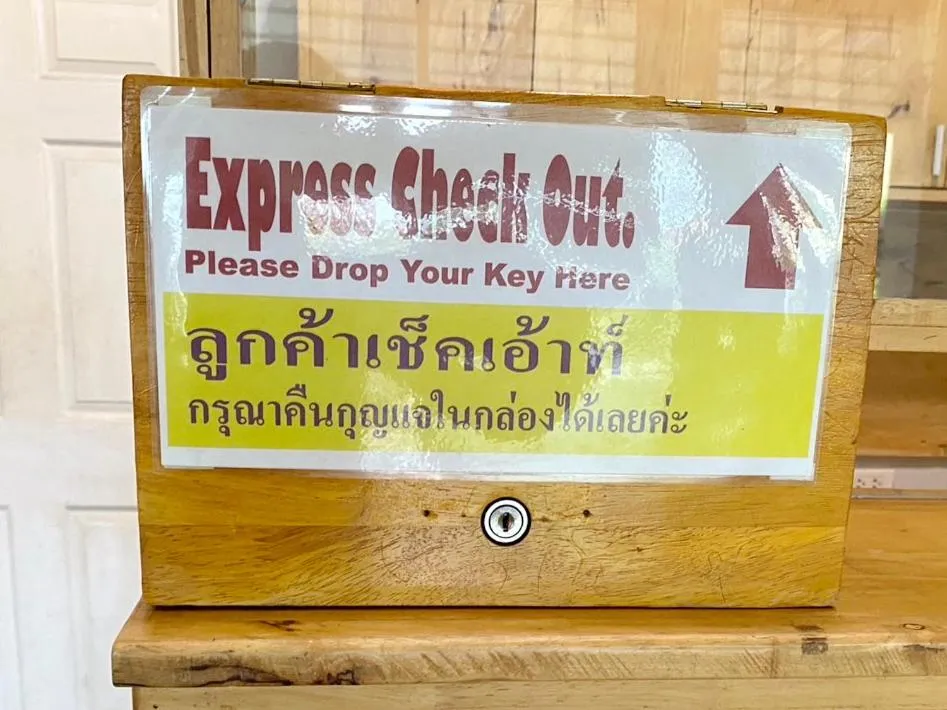 Express Check Out.
Please Drop Your Key Here
ลูกค้าเช็คเอ้าท์
กรุณาคืนกุญแจในกล่องได้เลยค่ะ